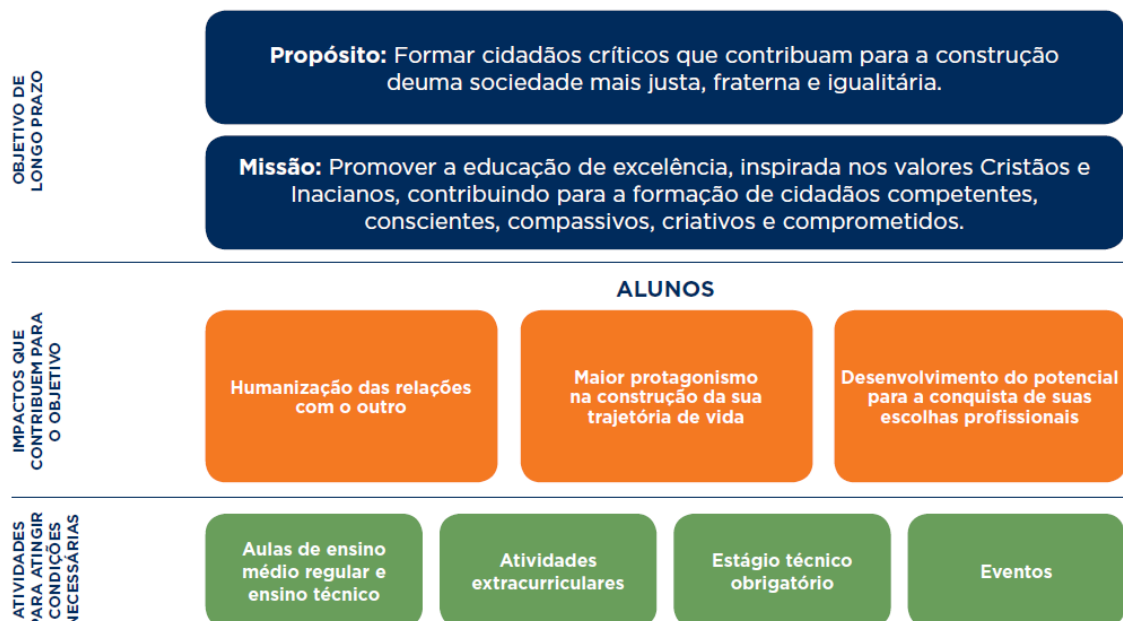 OBJETIVO DE
LONGO PRAZO
Propósito: Formar cidadãos críticos que contribuam para a construção
deuma sociedade mais justa, fraterna e igualitária.
Missão: Promover a educação de excelência, inspirada nos valores Cristãos e
Inacianos, contribuindo para a formação de cidadãos competentes,
conscientes, compassivos, criativos e comprometidos.
IMPACTOS QUE
CONTRIBUEM PARA
O OBJETIVO
ALUNOS
Humanização das relações
com o outro
Maior protagonismo
na construção da sua
trajetória de vida
Desenvolvimento do potencial
para a conquista de suas
escolhas profissionais
ATIVIDADES
PARA ATINGIR
CONDIÇÕES
NECESSÁRIAS
Aulas de ensino
médio regular e
ensino técnico
Atividades
extracurriculares
Estágio técnico
obrigatório
Eventos